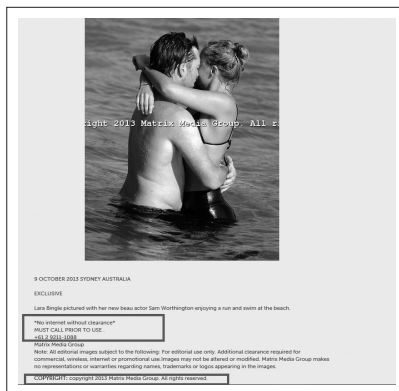 right 2013 Matrix Media Group. All r
9 OCTOBER 2013 SYDNEY AUSTRALIA
EXCLUSIVE
Lara Bingle pictured with her new beau actor Sam Worthington enjoying a run and swim at the beach.
*No internet without clearance*
MUST CALL PRIOR TO USE
+61 2 9211-1088
Matrix Media Group
Note: All editorial images subject to the following: For editorial use only. Additional clearance required for
commercial, wireless, internet or promotional use.Images may not be altered or modified. Matrix Media Group makes
no representations or warranties regarding names, trademarks or logos appearing in the images.
COPYRIGHT: copyright 2013 Matrix Media Group. All rights reserved.